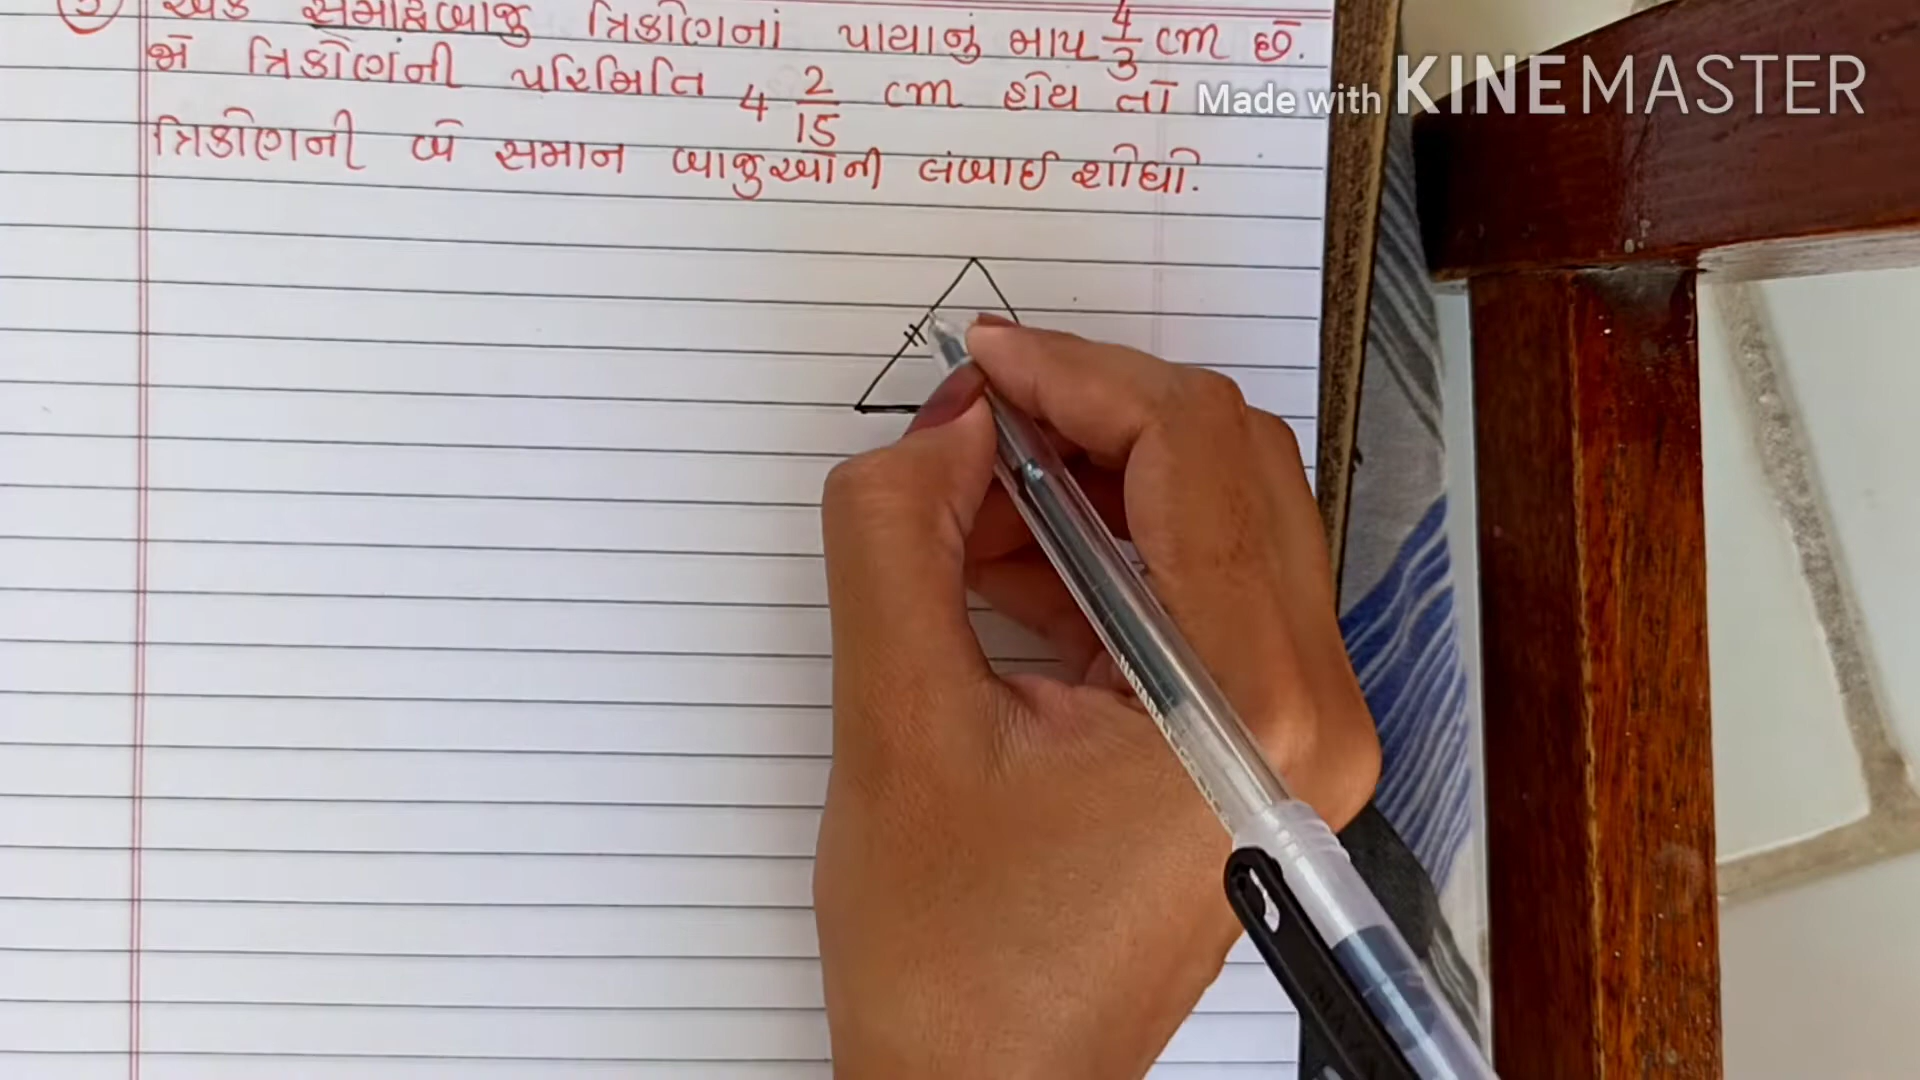 એક સમદ્વિબાજુ ત્રિકોણનાં પાયાનું માપ 4/3 cm છે.
જો ત્રિકોણની પરિમિતિ 4 2/15 cm હોય તો
ત્રિકોણની બે સમાન બાજુઓની લંબાઈ શોધો.
Made with KINEMASTER